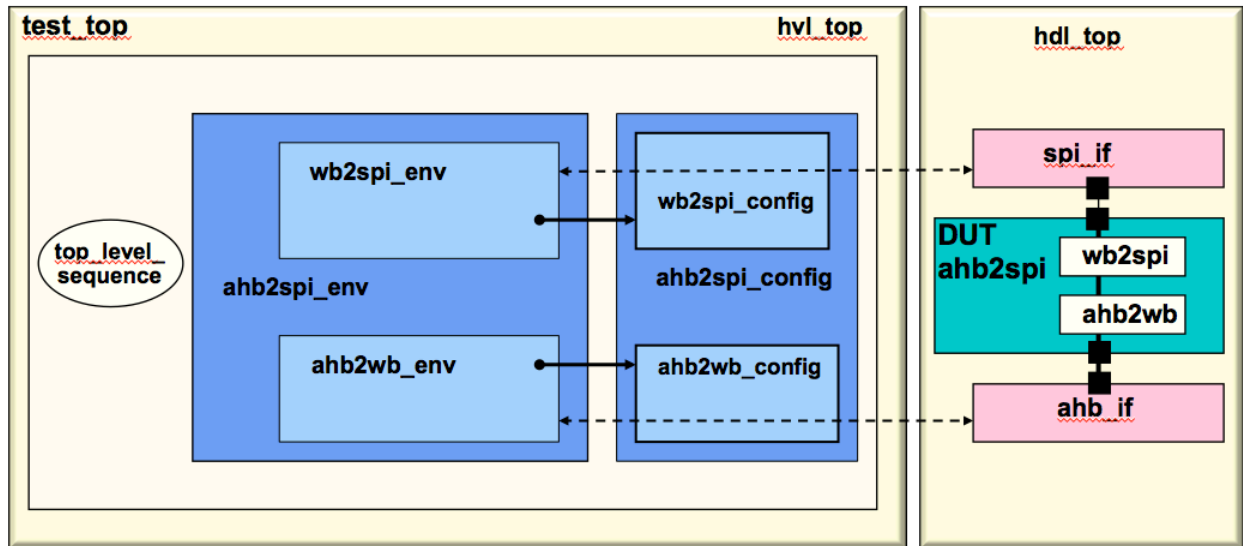 test_top
hvl_top
hdl_top
wb2spi_env
wb2spi_config
ahb2spi_env
ahb2spi_config
ahb2wb_env
ahb2wb_config
top_level_
sequence
spi_if
DUT
ahb2spi
wb2spi
ahb2wb
ahb_if